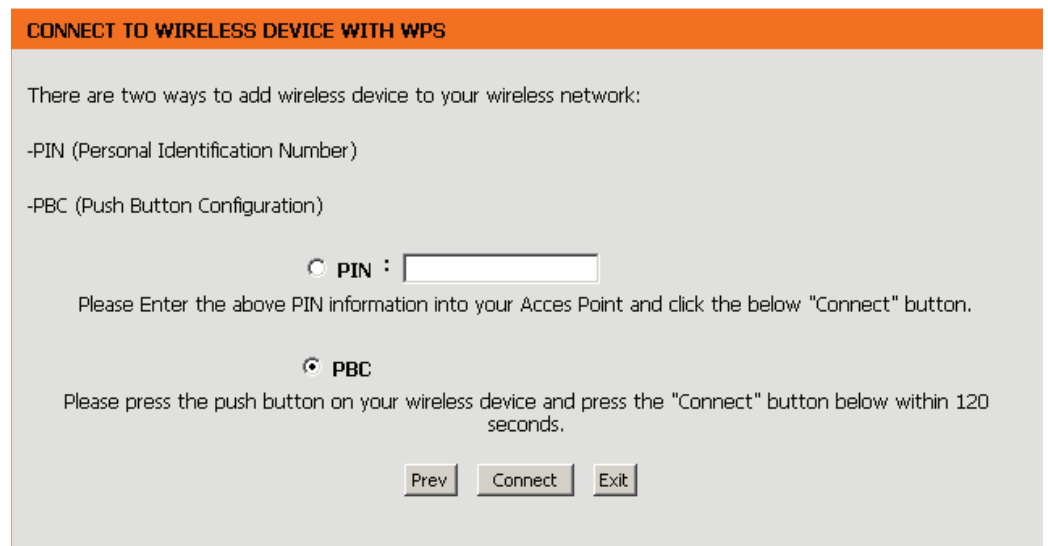 CONNECT TO WIRELESS DEVICE WITH WPS
There are two ways to add wireless device to your wireless network:
-PIN (Personal Identification Number)
-PBC (Push Button Configuration)
PIN :
Please Enter the above PIN information into your Acces Point and click the below "Connect" button.
PBC
Please press the push button on your wireless device and press the "Connect" button below within 120
seconds.
Prev Connect Exit